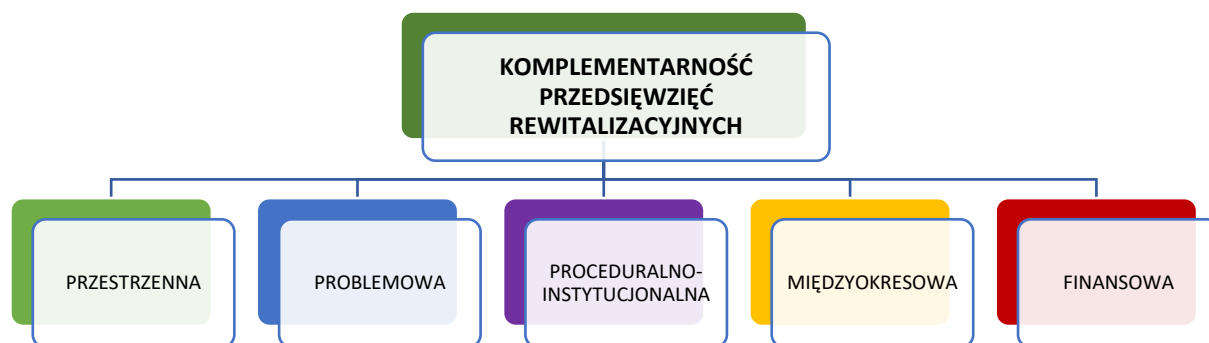 KOMPLEMENTARNOŚĆ
PRZEDSIĘWZIĘĆ
REWITALIZACYJNYCH
PRZESTRZENNA
PROBLEMOWA
PROCEDURALNO-
INSTYTUCJONALNA
MIĘDZYOKRESOWA
FINANSOWA